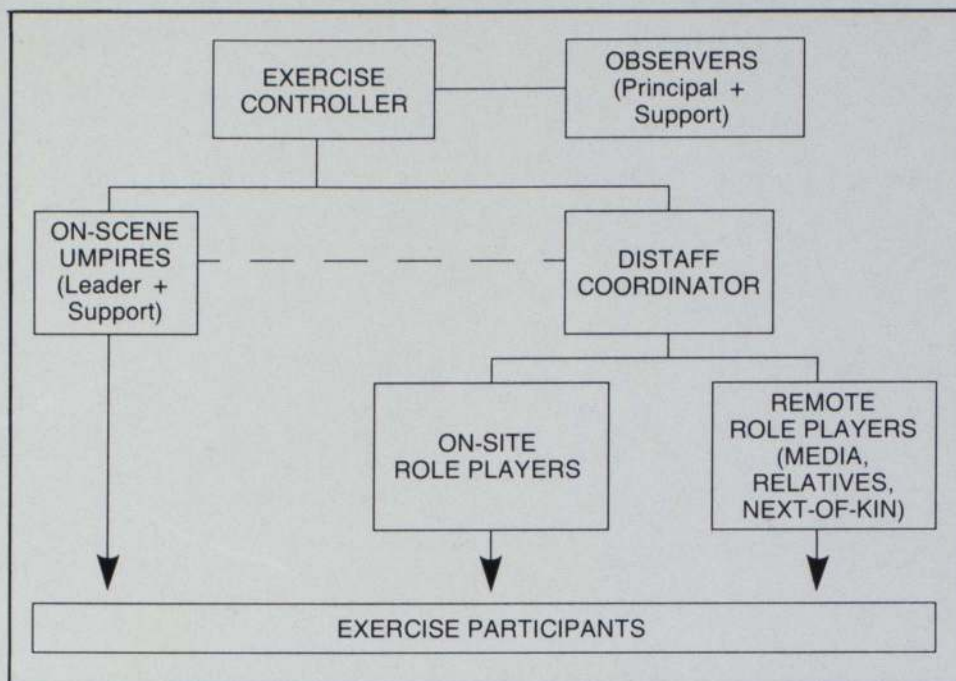 EXERCISE
CONTROLLER
OBSERVERS
(Principal +
Support)
ON-SCENE
UMPIRES
(Leader +
Support)
DISTAFF
COORDINATOR
ON-SITE
ROLE PLAYERS
REMOTE
ROLE PLAYERS
(MEDIA,
RELATIVES,
NEXT-OF-KIN)
EXERCISE PARTICIPANTS